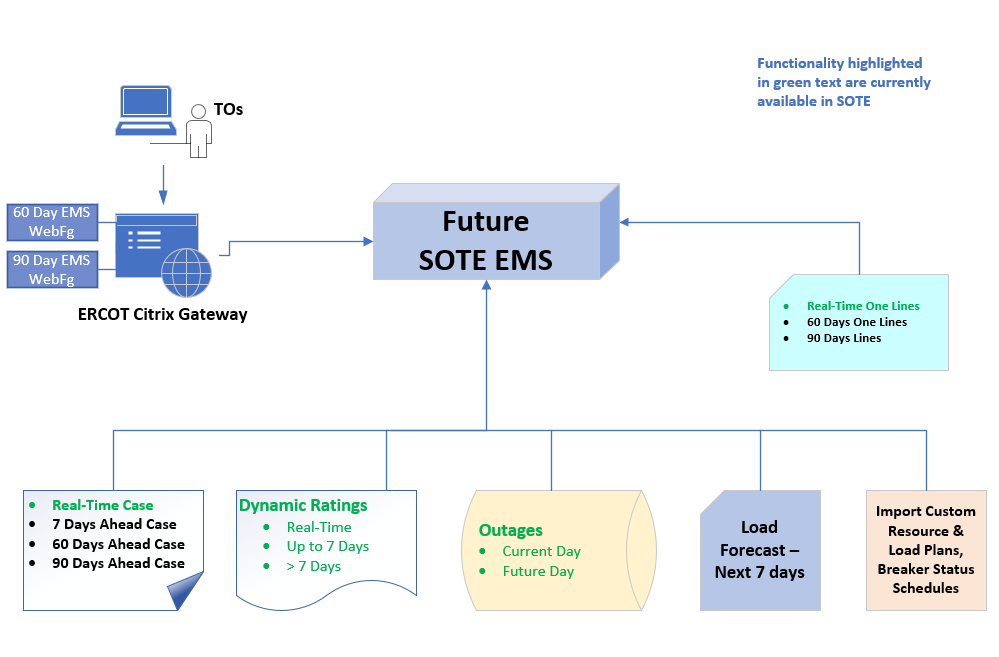 Functionality highlighted
in green text are currently
available in SOTE
TOs
60 Day EMS
WebFg
90 Day EMS
WebFg
ERCOT Citrix Gateway
Future
SOTE EMS
• Real-Time One Lines
• 60 Days One Lines
• 90 Days Lines
• Real-Time Case
• 7 Days Ahead Case
• 60 Days Ahead Case
• 90 Days Ahead Case
Dynamic Ratings
• Real-Time
• Up to 7 Days
• > 7 Days
Outages
• Current Day
• Future Day
Load
Forecast –
Next 7 days
Import Custom
Resource &
Load Plans,
Breaker Status
Schedules